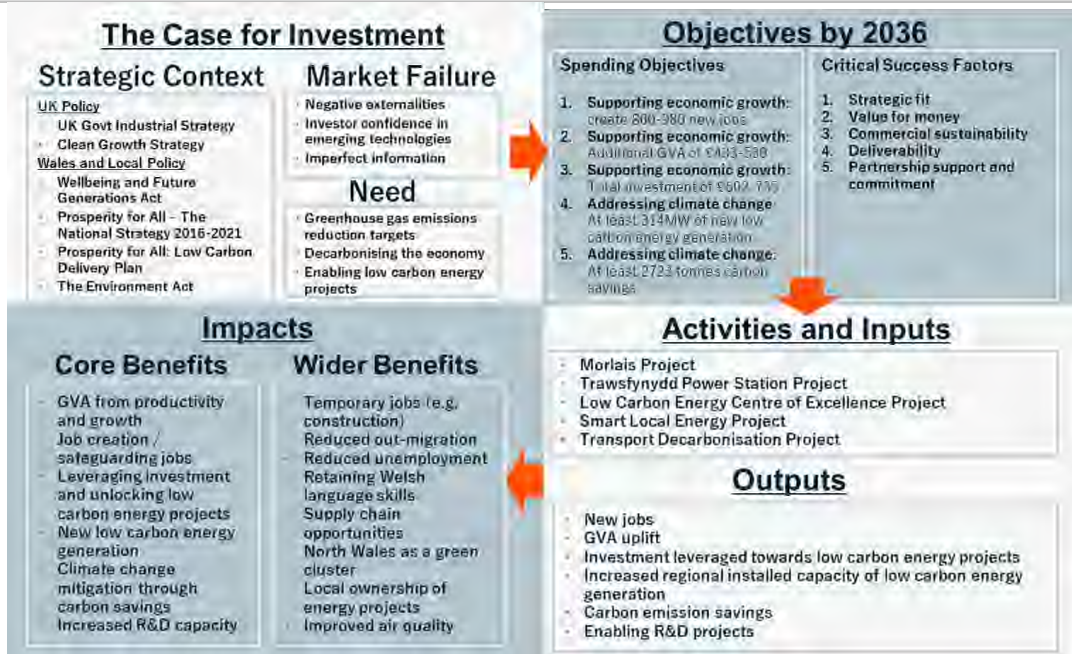 The Case for Investment
Strategic Context
UK Policy
UK Govt Industrial Strategy
· Clean Growth Strategy
Wales and Local Policy
Wellbeing and Future
Generations Act
· Prosperity for All – The
National Strategy 2016-2021
· Prosperity for All: Low Carbon
Delivery Plan
· The Environment Act
Market Failure
· Negative externalities
· Investor confidence in
emerging technologies
· Imperfect information
Need
· Greenhouse gas emissions
reduction targets
· Decarbonising the economy
· Enabling low carbon energy
projects
Objectives by 2036
Spending Objectives
1. Supporting economic growth:
create 860-980 new jobs
2. Supporting economic growth:
Additional GVA of
3. Supporting economic growth:
Total investment of
4. Addressing climate change
At least 314MW of new low
carbon energy generation
5. Addressing climate change:
At least 2723 tonnes carbon
savings
Critical Success Factors
1. Strategic fit
2. Value for money
3. Commercial sustainability
4. Deliverability
5. Partnership support and
commitment
Activities and Inputs
· Morlais Project
· Trawsfynydd Power Station Project
· Low Carbon Energy Centre of Excellence Project
· Smart Local Energy Project
· Transport Decarbonisation Project
Outputs
· New jobs
· GVA uplift
· Investment leveraged towards low carbon energy projects
· Increased regional installed capacity of low carbon energy
generation
· Carbon emission savings
· Enabling R&D projects
Impacts
Core Benefits
· GVA from productivity
and growth
Job creation /
safeguarding jobs
· Leveraging investment
and unlocking low
carbon energy projects
· New low carbon energy
generation
Climate change
mitigation through
carbon savings
Increased R&D capacity
Wider Benefits
Temporary jobs (e.g.
construction)
Reduced out-migration
· Reduced unemployment
Retaining Welsh
language skills
Supply chain
opportunities
North Wales as a green
cluster
Local ownership of
energy projects
· Improved air quality